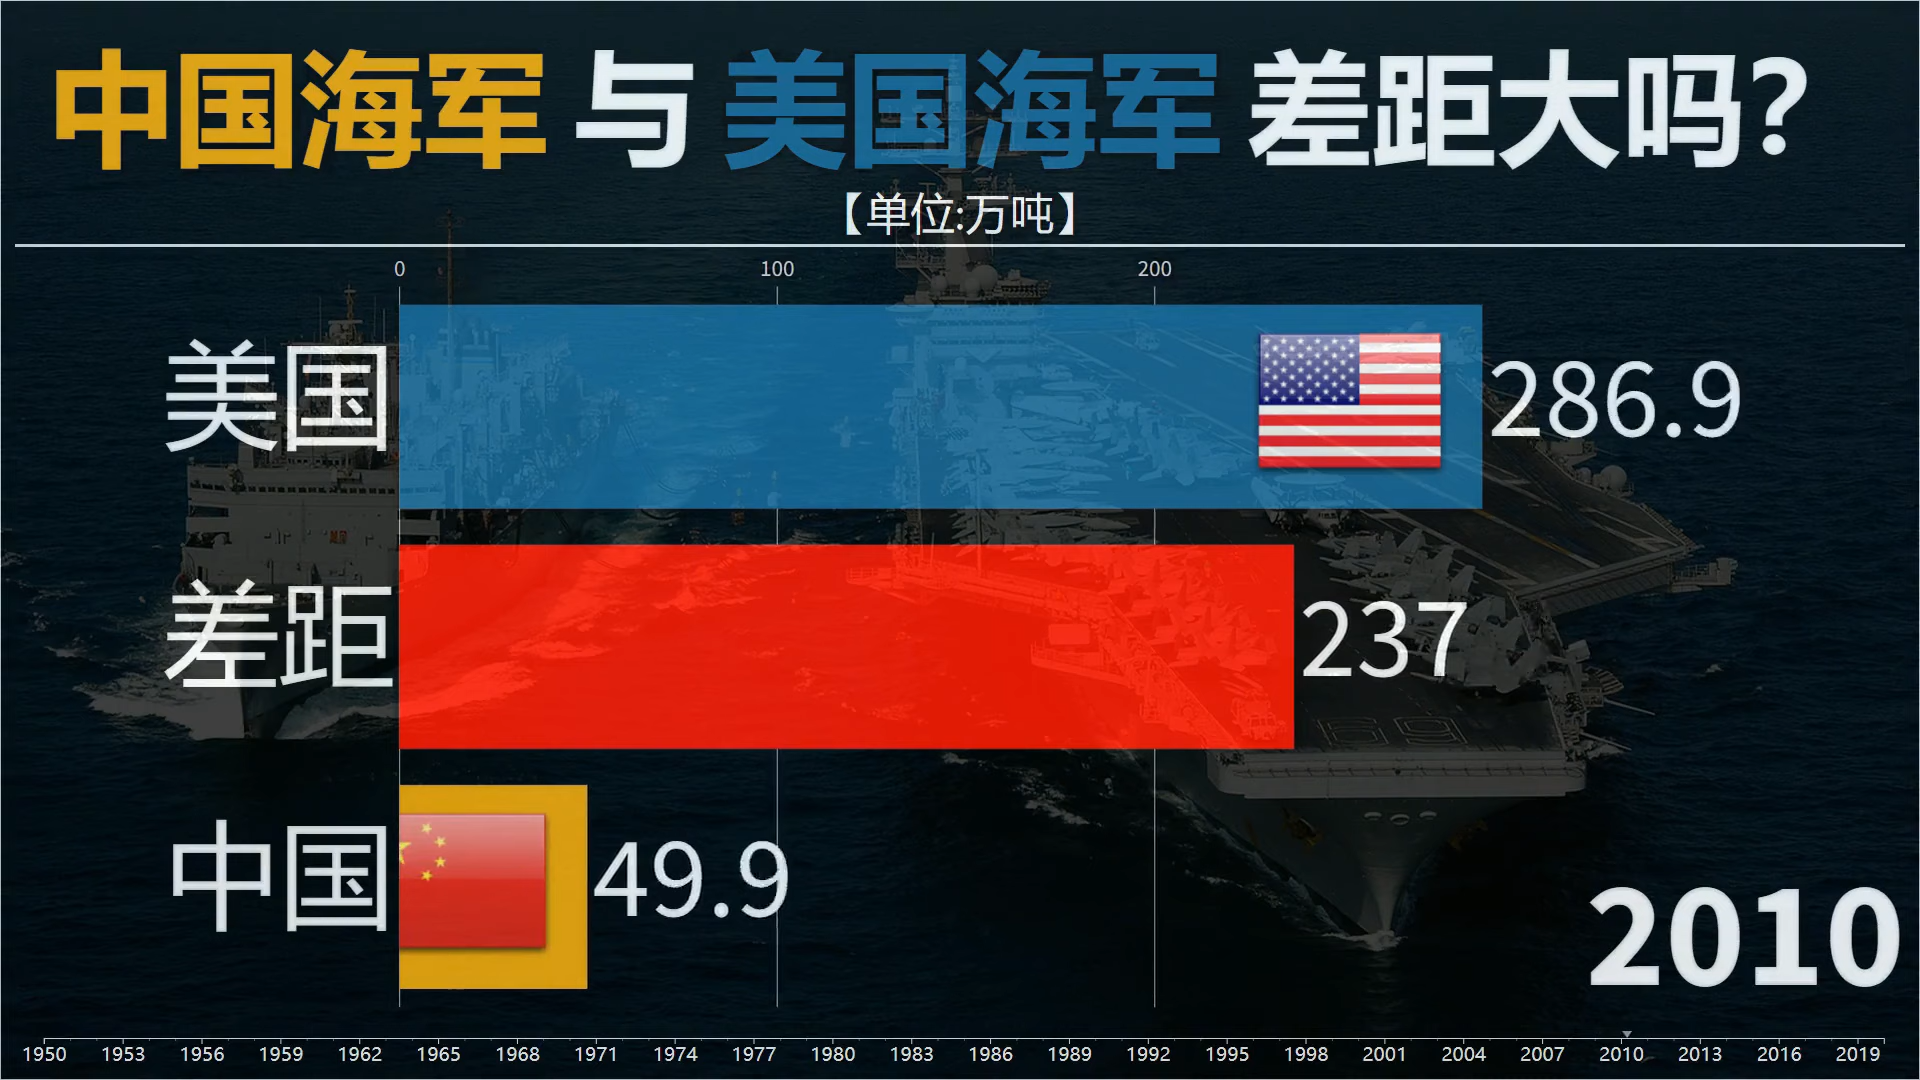 中国海军 与 美国海军 差距大吗?
【单位:万吨】
0 100 200
美国 286.9
差距 237
中国 49.9
2010
1950 1953 1956 1959 1962 1965 1968 1971 1974 1977 1980 1983 1986 1989 1992 1995 1998 2001 2004 2007 2010 2013 2016 2019
69